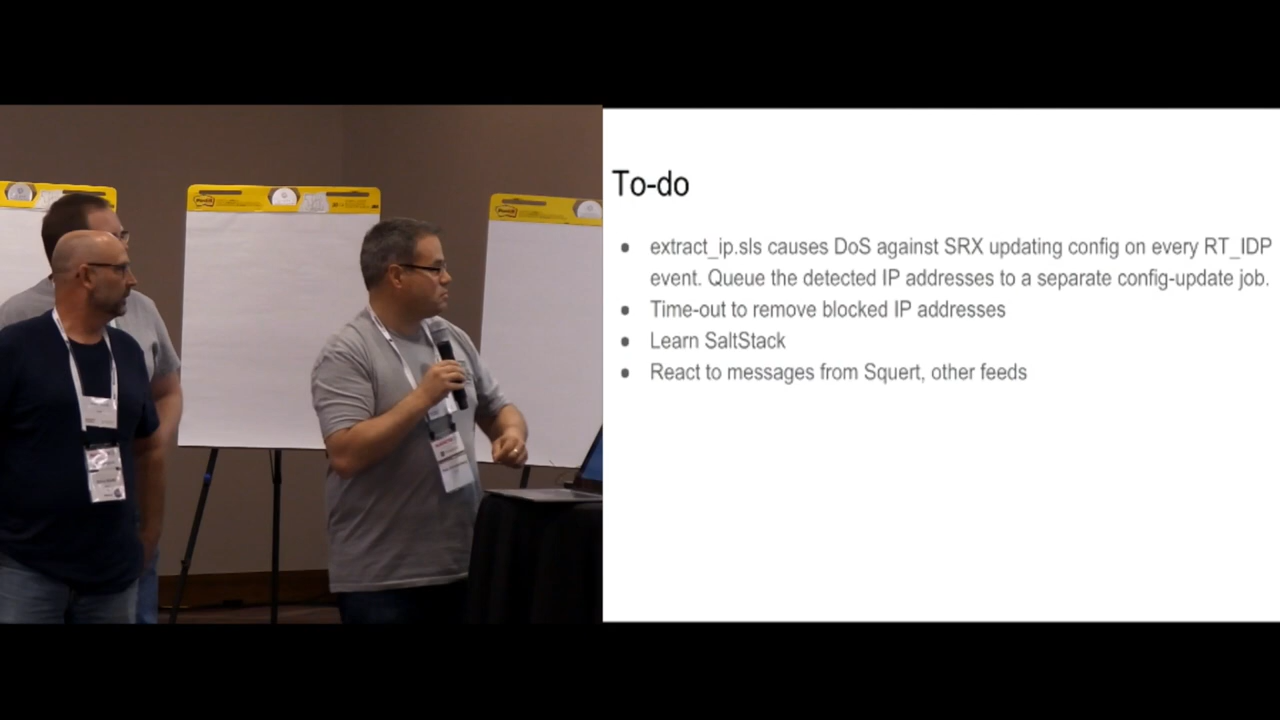 To-do
• extract_ip.sls causes DoS against SRX updating config on every RT_IDP
event. Queue the detected IP addresses to a separate config-update job.
• Time-out to remove blocked IP addresses
• Learn SaltStack
• React to messages from Squert, other feeds